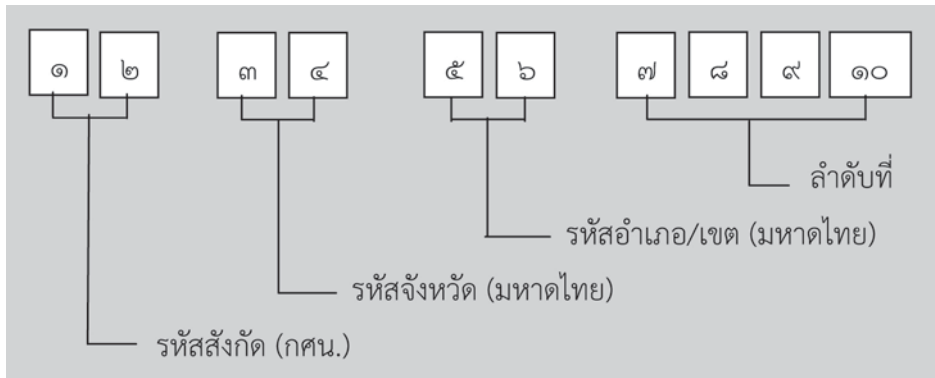 ๑ ๒ ๓ ๔ ๕ ๖ ๗ ๘ ๙ ๑๐
ลำดับที่
รหัสอำเภอ/เขต (มหาดไทย)
รหัสจังหวัด (มหาดไทย)
รหัสสังกัด (กศน.)